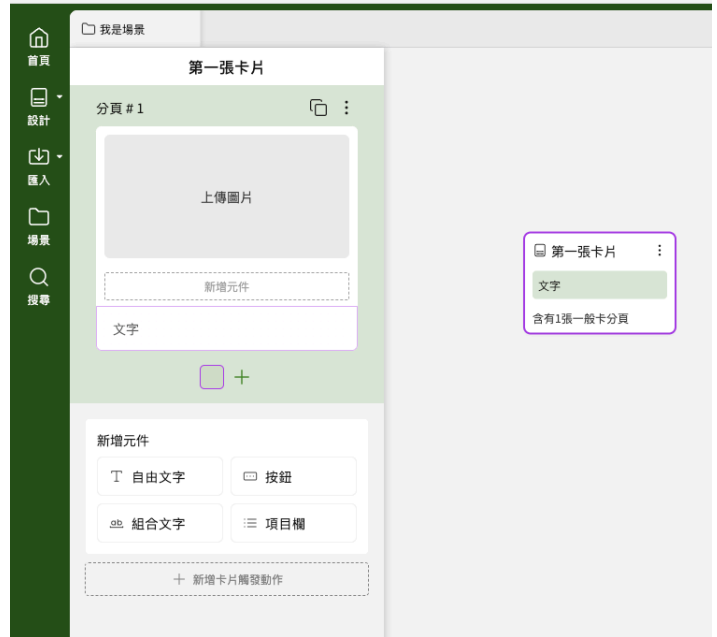 我是場景
首頁
設計
匯入
場景
搜尋
第一張卡片
分頁 # 1
上傳圖片
新增元件
文字
新增元件
自由文字
按鈕
組合文字
項目欄
新增卡片觸發動作
第一張卡片
文字
含有1張一般卡分頁